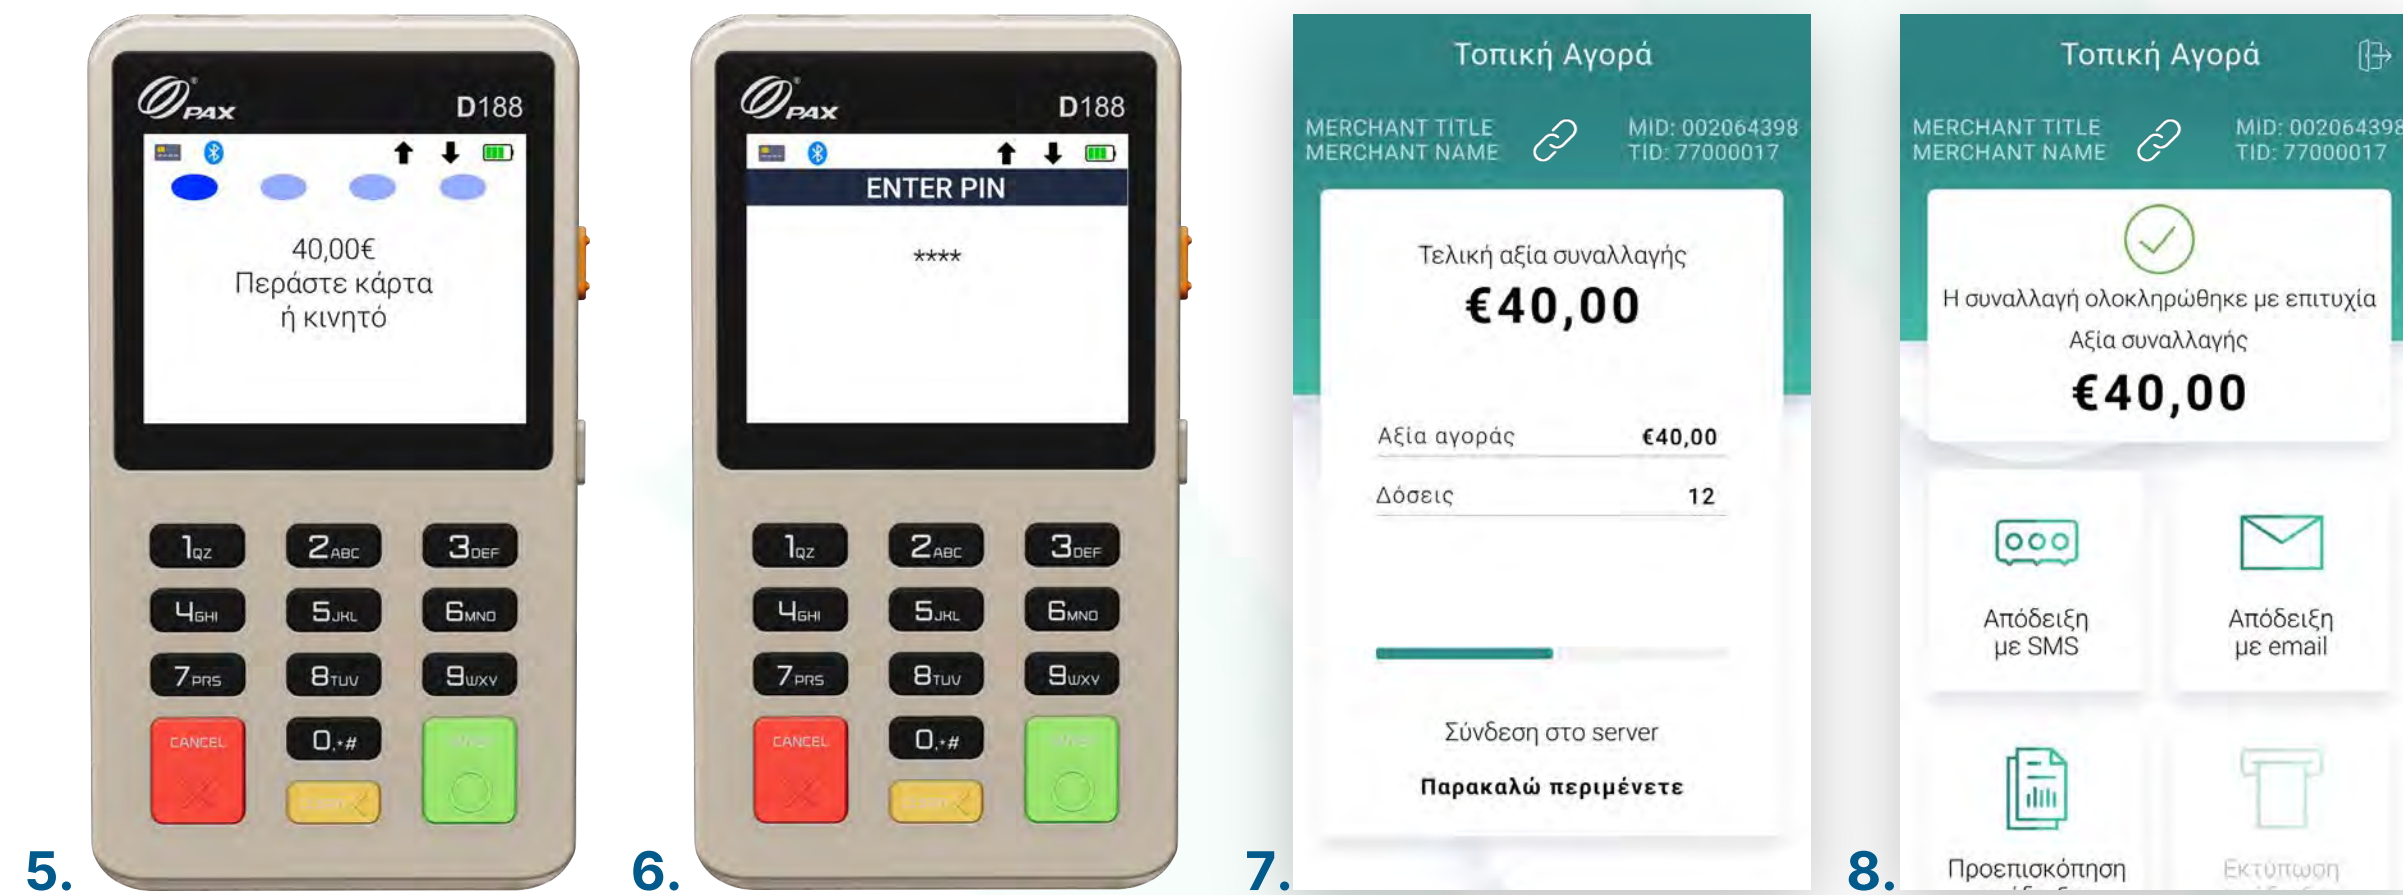 PAX
D188
40,00€
Περάστε κάρτα
ή κινητό
1QZ 2ABC 3DEF
4GHI 5JKL 6MNO
7PRS 8TUV 9WXY
CANCEL 0,*#
5.
PAX
D188
ENTER PIN
****
1QZ 2ABC 3DEF
4GHI 5JKL 6MNO
7PRS 8TUV 9WXY
CANCEL 0,*#
6.
Τοπική Αγορά
MERCHANT TITLE MID: 002064398
MERCHANT NAME TID: 77000017
Τελική αξία συναλλαγής
€40,00
Αξία αγοράς €40,00
Δόσεις 12
Σύνδεση στο server
Παρακαλώ περιμένετε
7.
Τοπική Αγορά
MERCHANT TITLE MID: 002064398
MERCHANT NAME TID: 77000017
Η συναλλαγή ολοκληρώθηκε με επιτυχία
Αξία συναλλαγής
€40,00
Απόδειξη
με SMS
Απόδειξη
με email
Προεπισκόπηση
Εκτύπωση
8.